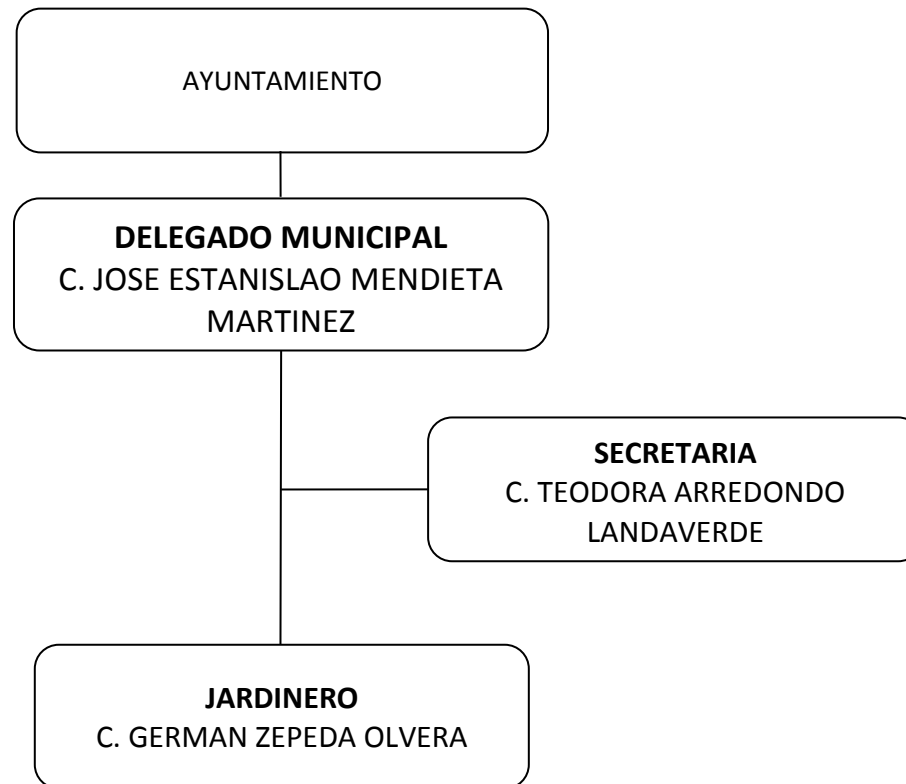 AYUNTAMIENTO
DELEGADO MUNICIPAL
C. JOSE ESTANISLAO MENDIETA
MARTINEZ
SECRETARIA
C. TEODORA ARREDONDO
LANDAVERDE
JARDINERO
C. GERMAN ZEPEDA OLVERA